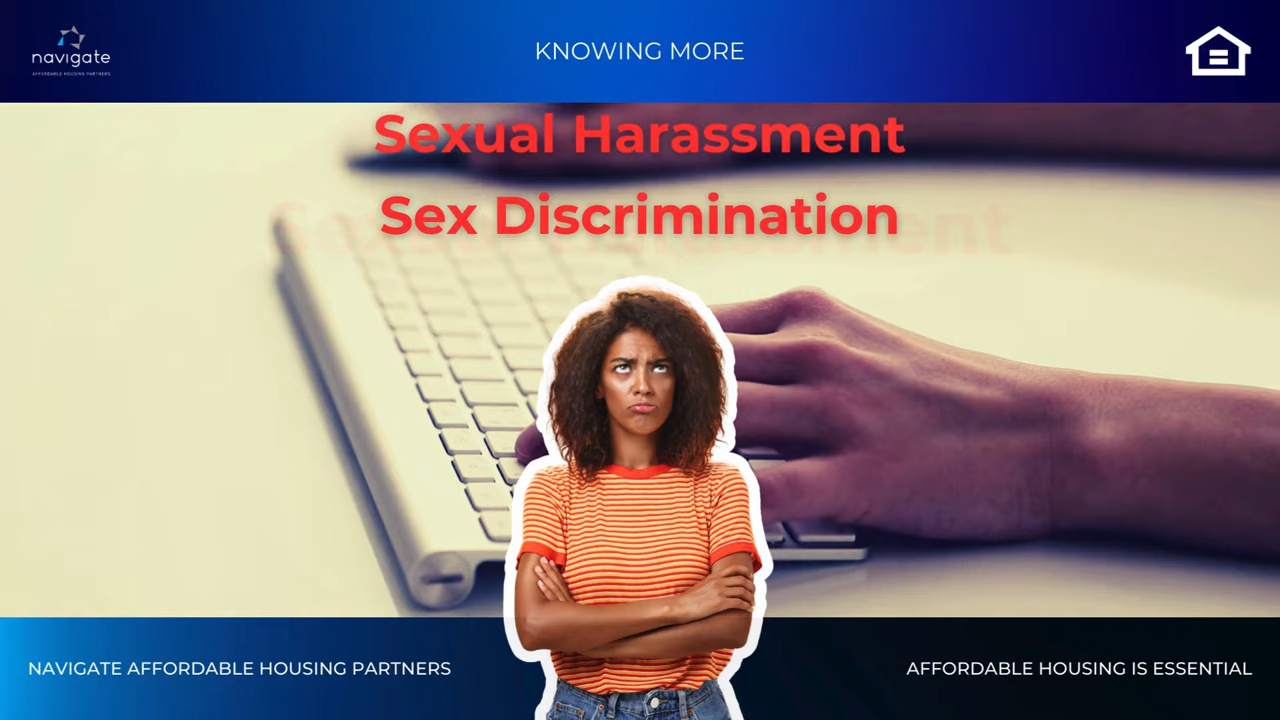 navigate
AFFORDABLE HOUSING PARTNERS
KNOWING MORE
Sexual Harassment
Sex Discrimination
NAVIGATE AFFORDABLE HOUSING PARTNERS
AFFORDABLE HOUSING IS ESSENTIAL